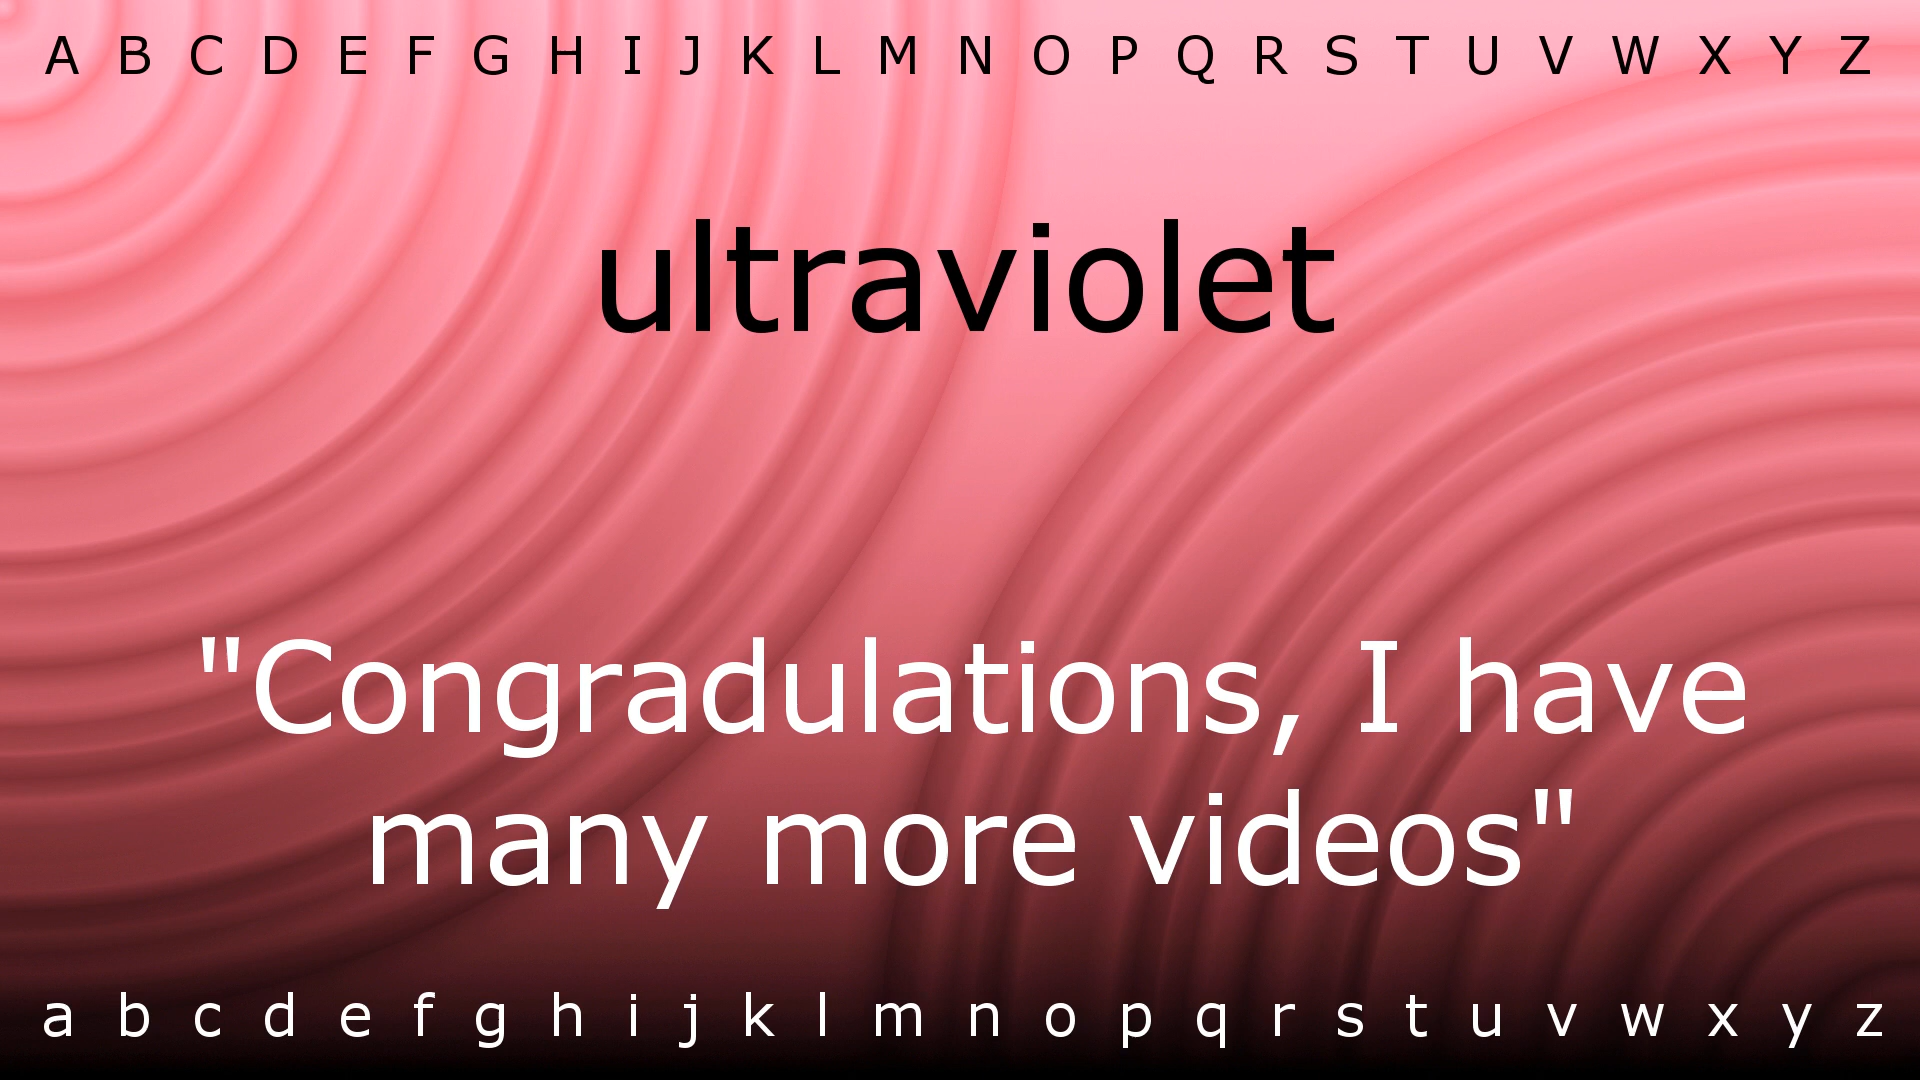 A B C D E F G H I J K L M N O P Q R S T U V W X Y Z
ultraviolet
"Congradulations, I have
many more videos"
a b c d e f g h i j k l m n o p q r s t u v w x y z